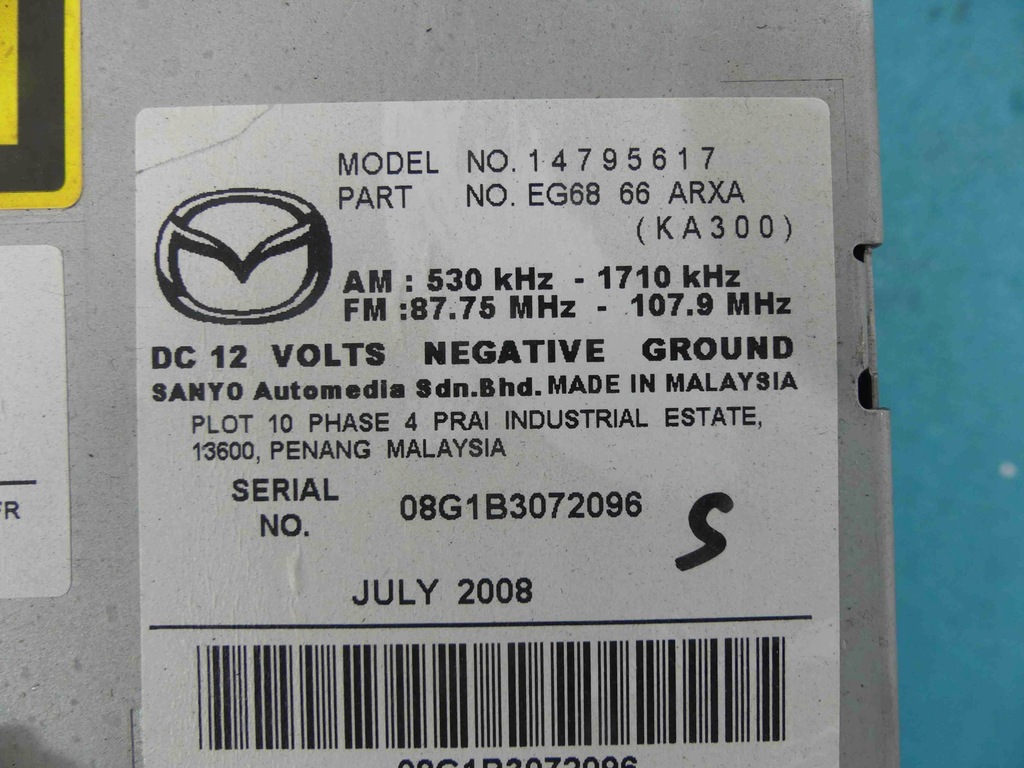 MODEL NO. 14795617
PART NO. EG68 66 ARXA
(KA300)
AM : 530 kHz - 1710 kHz
FM :87.75 MHz - 107.9 MHz
DC 12 VOLTS NEGATIVE GROUND
SANYO Automedia Sdn.Bhd. MADE IN MALAYSIA
PLOT 10 PHASE 4 PRAI INDUSTRIAL ESTATE,
13600, PENANG MALAYSIA
SERIAL NO. 08G1B3072096
S
JULY 2008
08G1B3072096